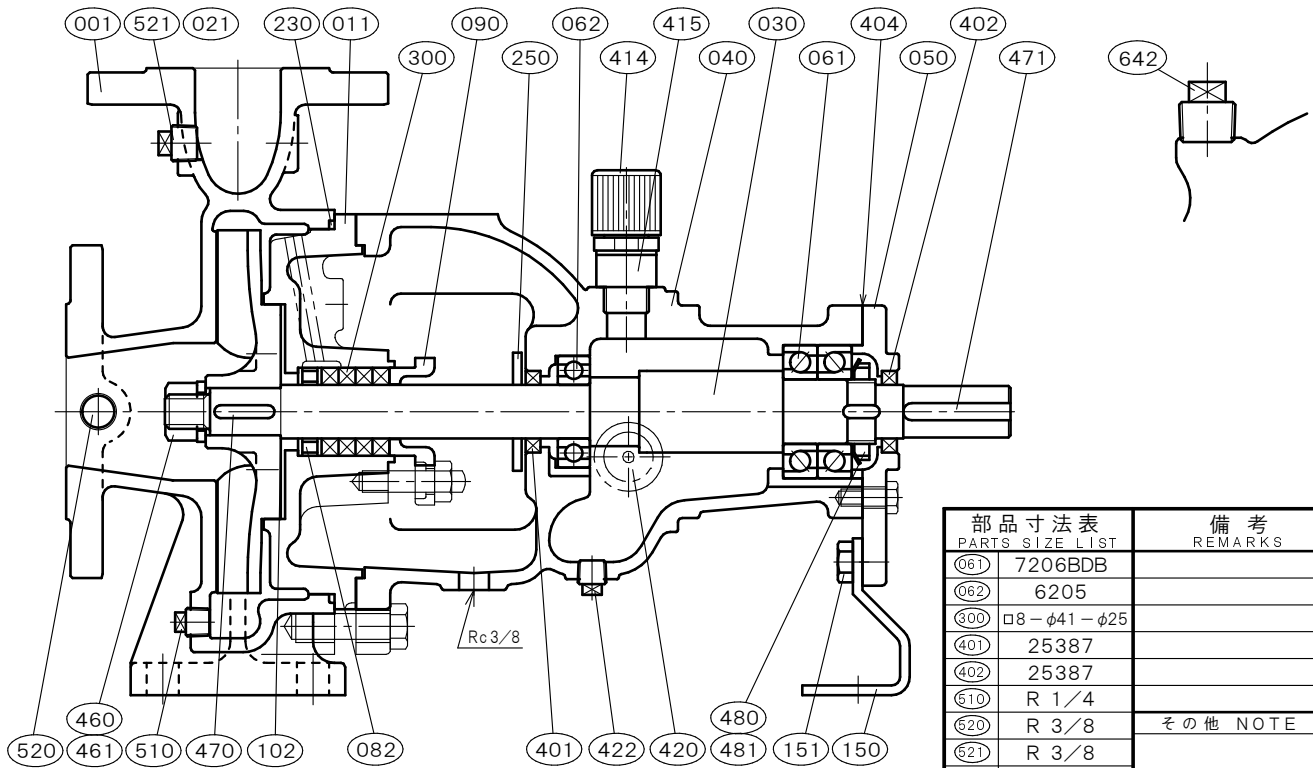 001 521 021 230 011 090 062 415 030 404 402
300 250 414 040 061 050 471 642
Rc3/8
460 480
520 461 510 470 102 082 401 422 420 481 151 150
部品寸法表 備考
PARTS SIZE LIST REMARKS
061 7206BDB
062 6205
300 □8－φ41－φ25
401 25387
402 25387
510 R 1／4
520 R 3／8 その他 NOTE
521 R 3／8